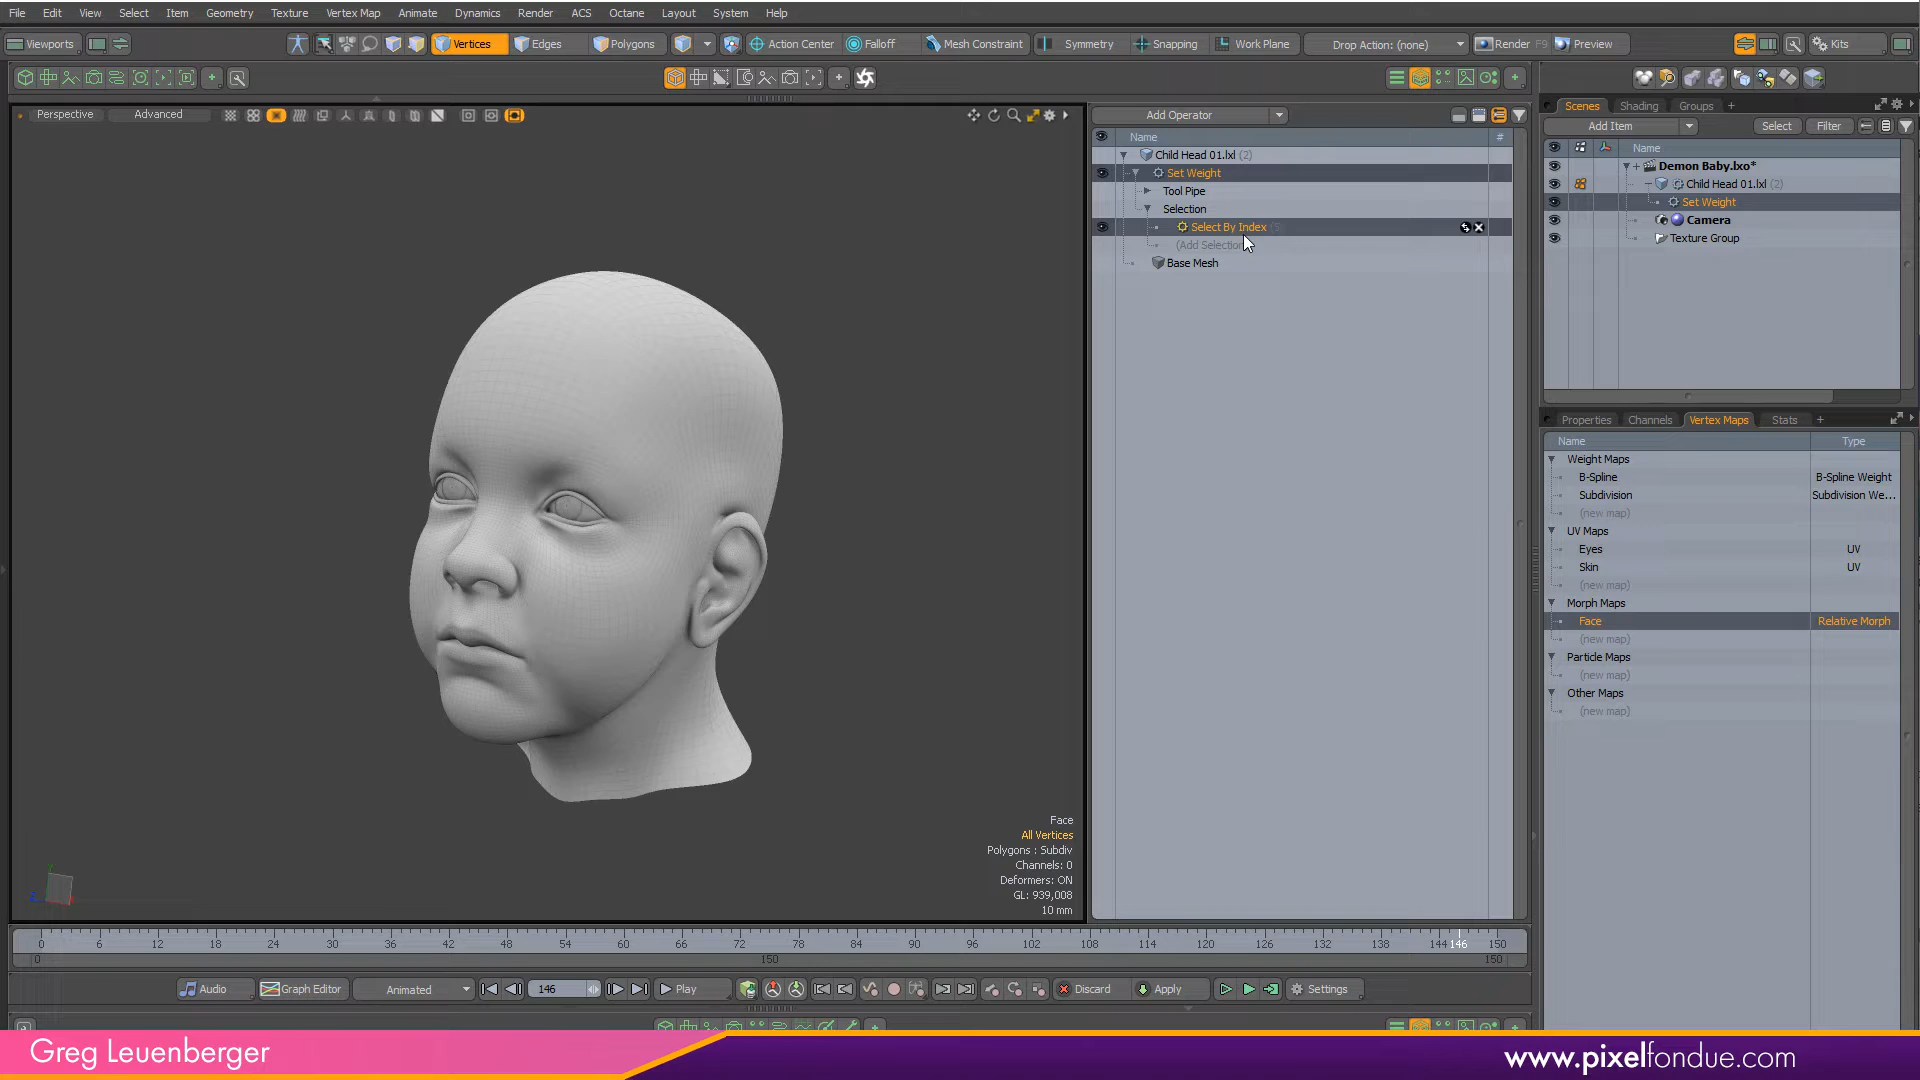 File Edit View Select Item Geometry Texture Vertex Map Animate Dynamics Render ACS Octane Layout System Help
Viewports Vertices Edges Polygons Action Center Falloff Mesh Constraint Symmetry Snapping Work Plane Drop Action: (none) Render F9 Preview Kits
Perspective Advanced
Add Operator
Name #
Child Head 01.lxl (2)
Set Weight
Tool Pipe
Selection
Select By Index (5)
(Add Selection)
Base Mesh
Scenes Shading Groups +
Add Item Select Filter
Name
Demon Baby.lxo*
Child Head 01.lxl (2)
Set Weight
Camera
Texture Group
Properties Channels Vertex Maps Stats +
Name Type
Weight Maps
B-Spline B-Spline Weight
Subdivision Subdivision We...
(new map)
UV Maps
Eyes UV
Skin UV
(new map)
Morph Maps
Face Relative Morph
(new map)
Particle Maps
(new map)
Other Maps
(new map)
Face
All Vertices
Polygons : Subdiv
Channels: 0
Deformers: ON
GL: 939,008
10 mm
0 6 12 18 24 30 36 42 48 54 60 66 72 78 84 90 96 102 108 114 120 126 132 138 144 146 150
0 150 150
Audio Graph Editor Animated 146 Play Discard Apply Settings
Greg Leuenberger
www.pixelfondue.com